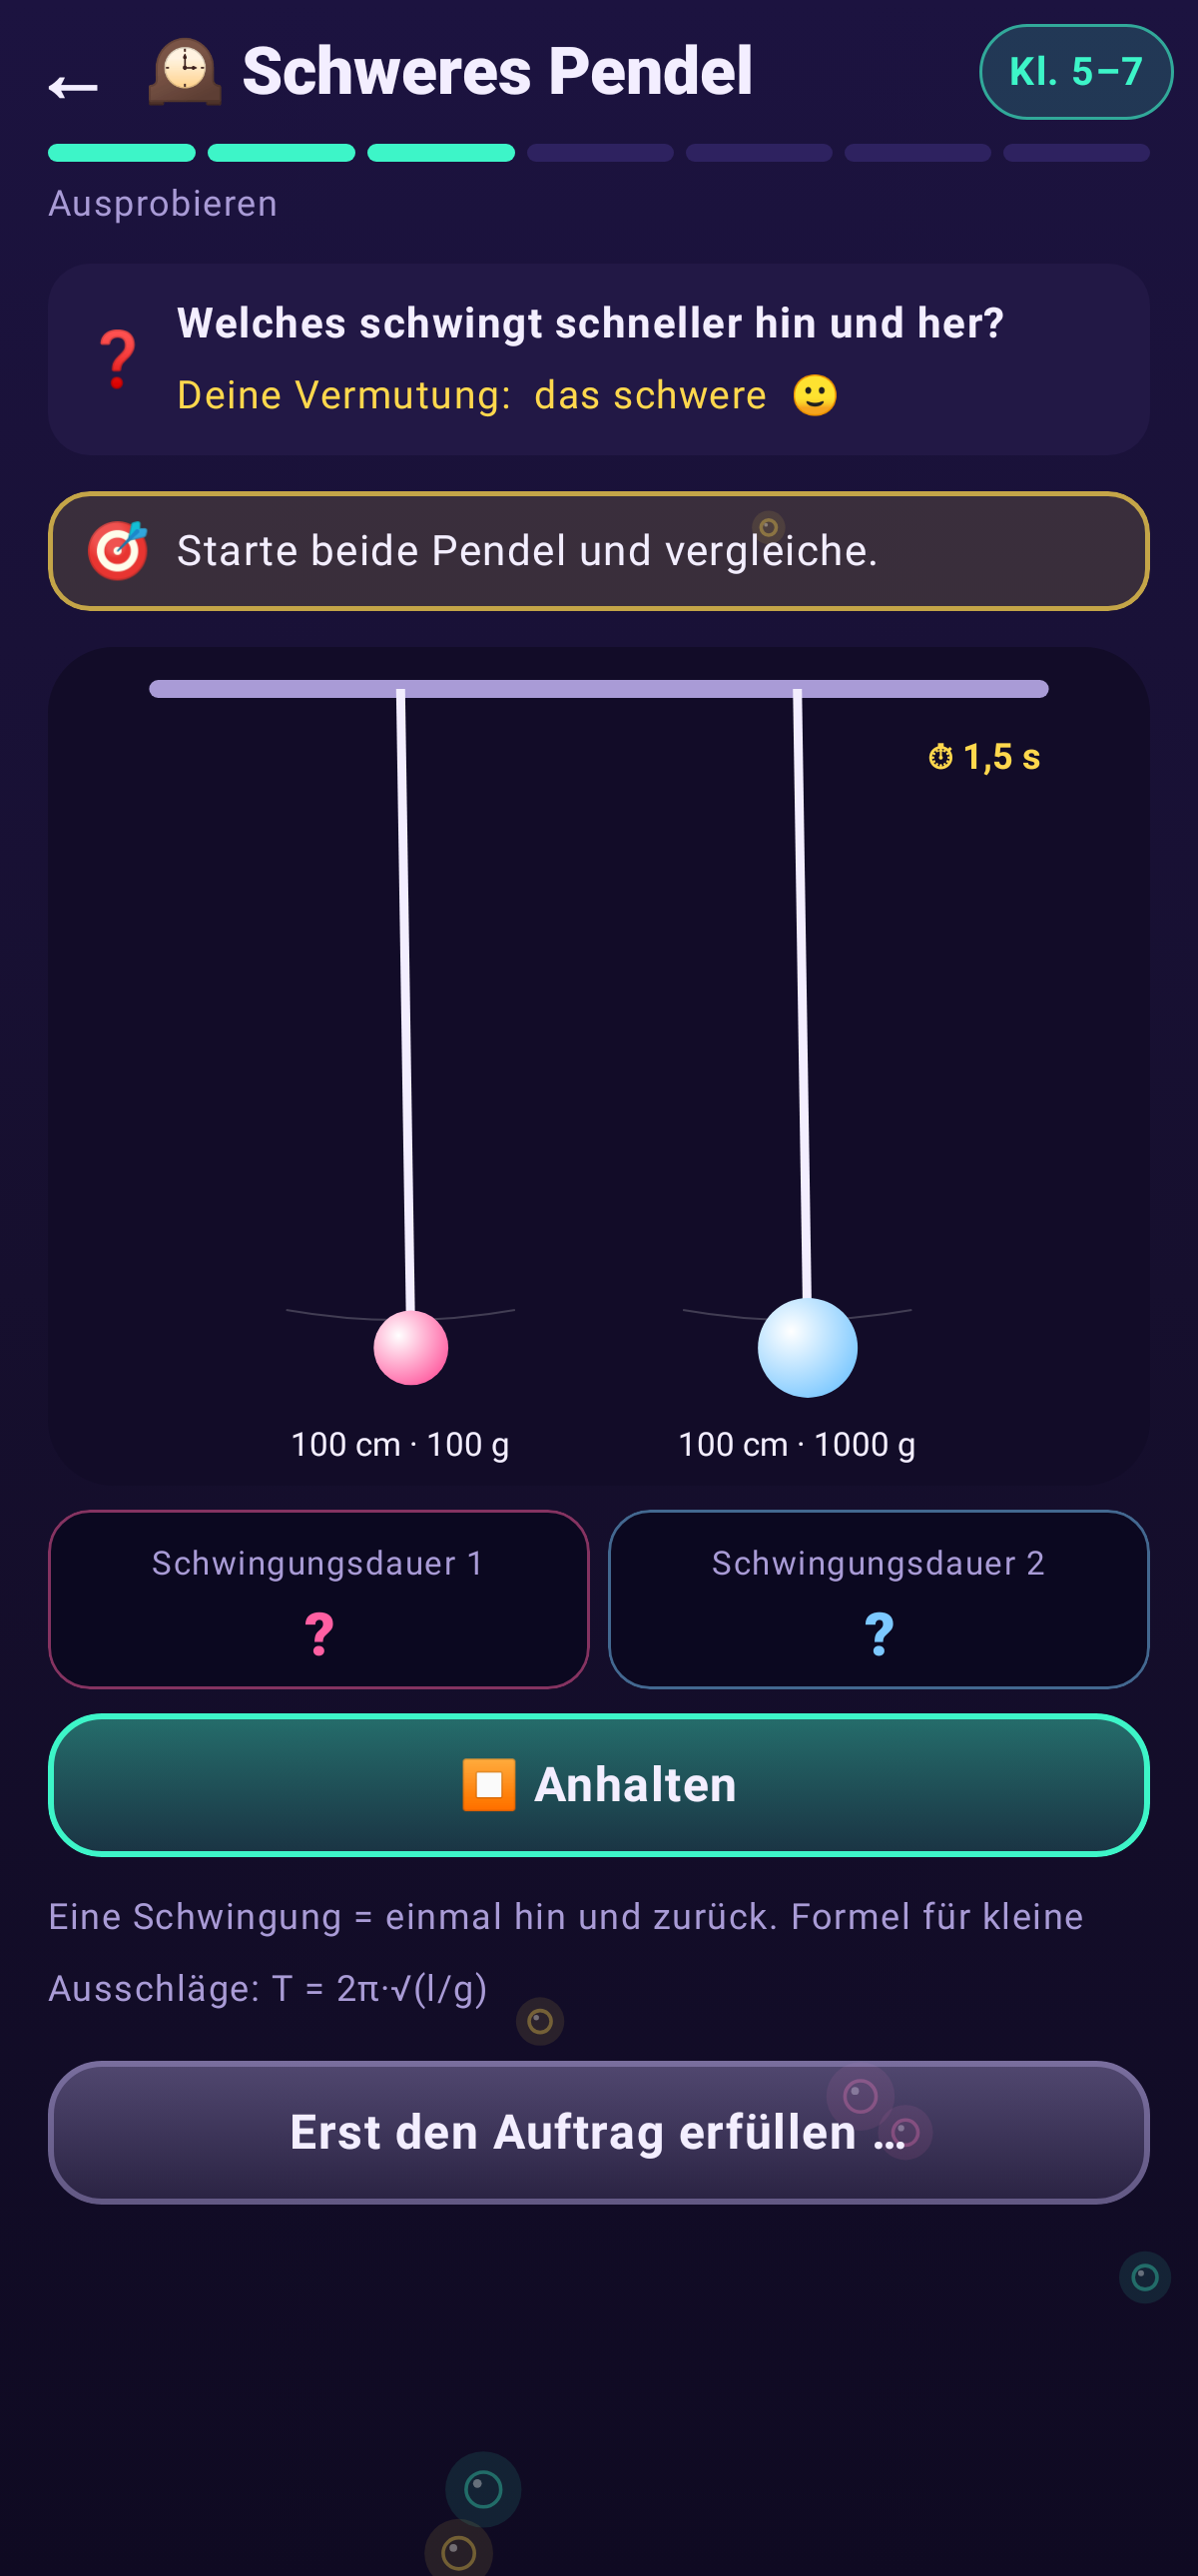 ← 🕰️ Schweres Pendel
Kl. 5–7
Ausprobieren
❓ Welches schwingt schneller hin und her?
Deine Vermutung: das schwere 🙂
🎯 Starte beide Pendel und vergleiche.
⏱ 1,5 s
100 cm · 100 g
100 cm · 1000 g
Schwingungsdauer 1
?
Schwingungsdauer 2
?
⏹️ Anhalten
Eine Schwingung = einmal hin und zurück. Formel für kleine
Ausschläge: T = 2π·√(l/g)
Erst den Auftrag erfüllen …